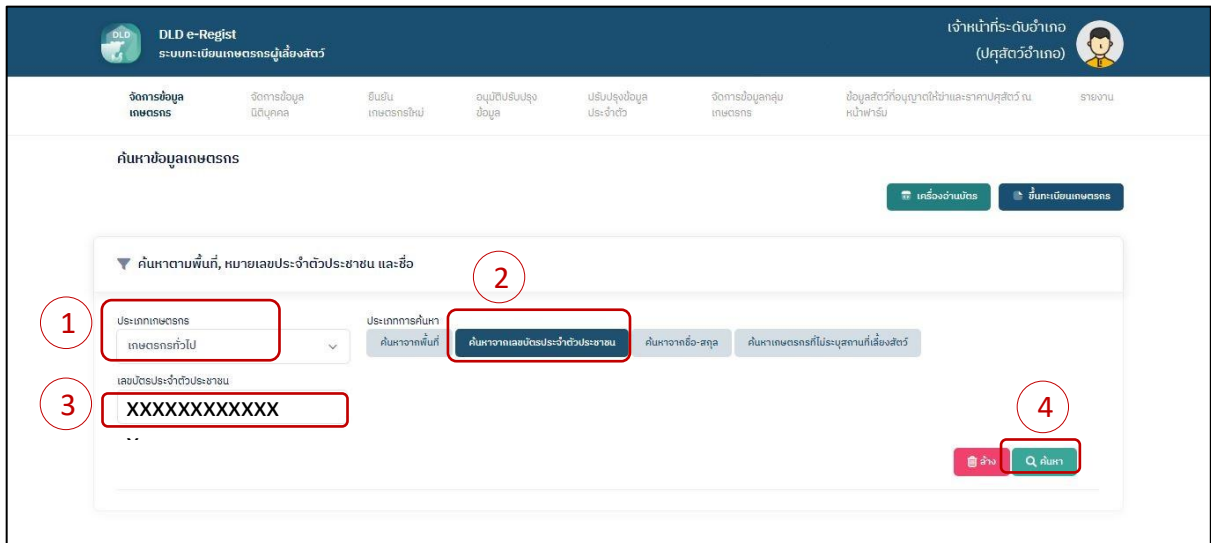 DLD
DLD e-Regist
ระบบทะเบียนเกษตรกรผู้เลี้ยงสัตว์
เจ้าหน้าที่ระดับอำเภอ
(ปศุสัตว์อำเภอ)
จัดการข้อมูล
เกษตรกร
จัดการข้อมูล
นิติบุคคล
ยืนยัน
เกษตรกรใหม่
อนุมัติปรับปรุง
ข้อมูล
ปรับปรุงข้อมูล
ประจำตัว
จัดการข้อมูลกลุ่ม
เกษตรกร
ข้อมูลสัตว์ที่อนุญาตให้ฆ่าและราคาปศุสัตว์ ณ
หน้าฟาร์ม
รายงาน
ค้นหาข้อมูลเกษตรกร
เครื่องอ่านบัตร
ขึ้นทะเบียนเกษตรกร
ค้นหาตามพื้นที่, หมายเลขประจำตัวประชาชน และชื่อ
2
1
ประเภทเกษตรกร
ประเภทการค้นหา
เกษตรกรทั่วไป
ค้นหาจากพื้นที่
ค้นหาจากเลขบัตรประจำตัวประชาชน
ค้นหาจากชื่อ-สกุล
ค้นหาเกษตรกรที่ไม่ระบุสถานที่เลี้ยงสัตว์
เลขบัตรประจำตัวประชาชน
3
XXXXXXXXXXXX
4
ล้าง
ค้นหา